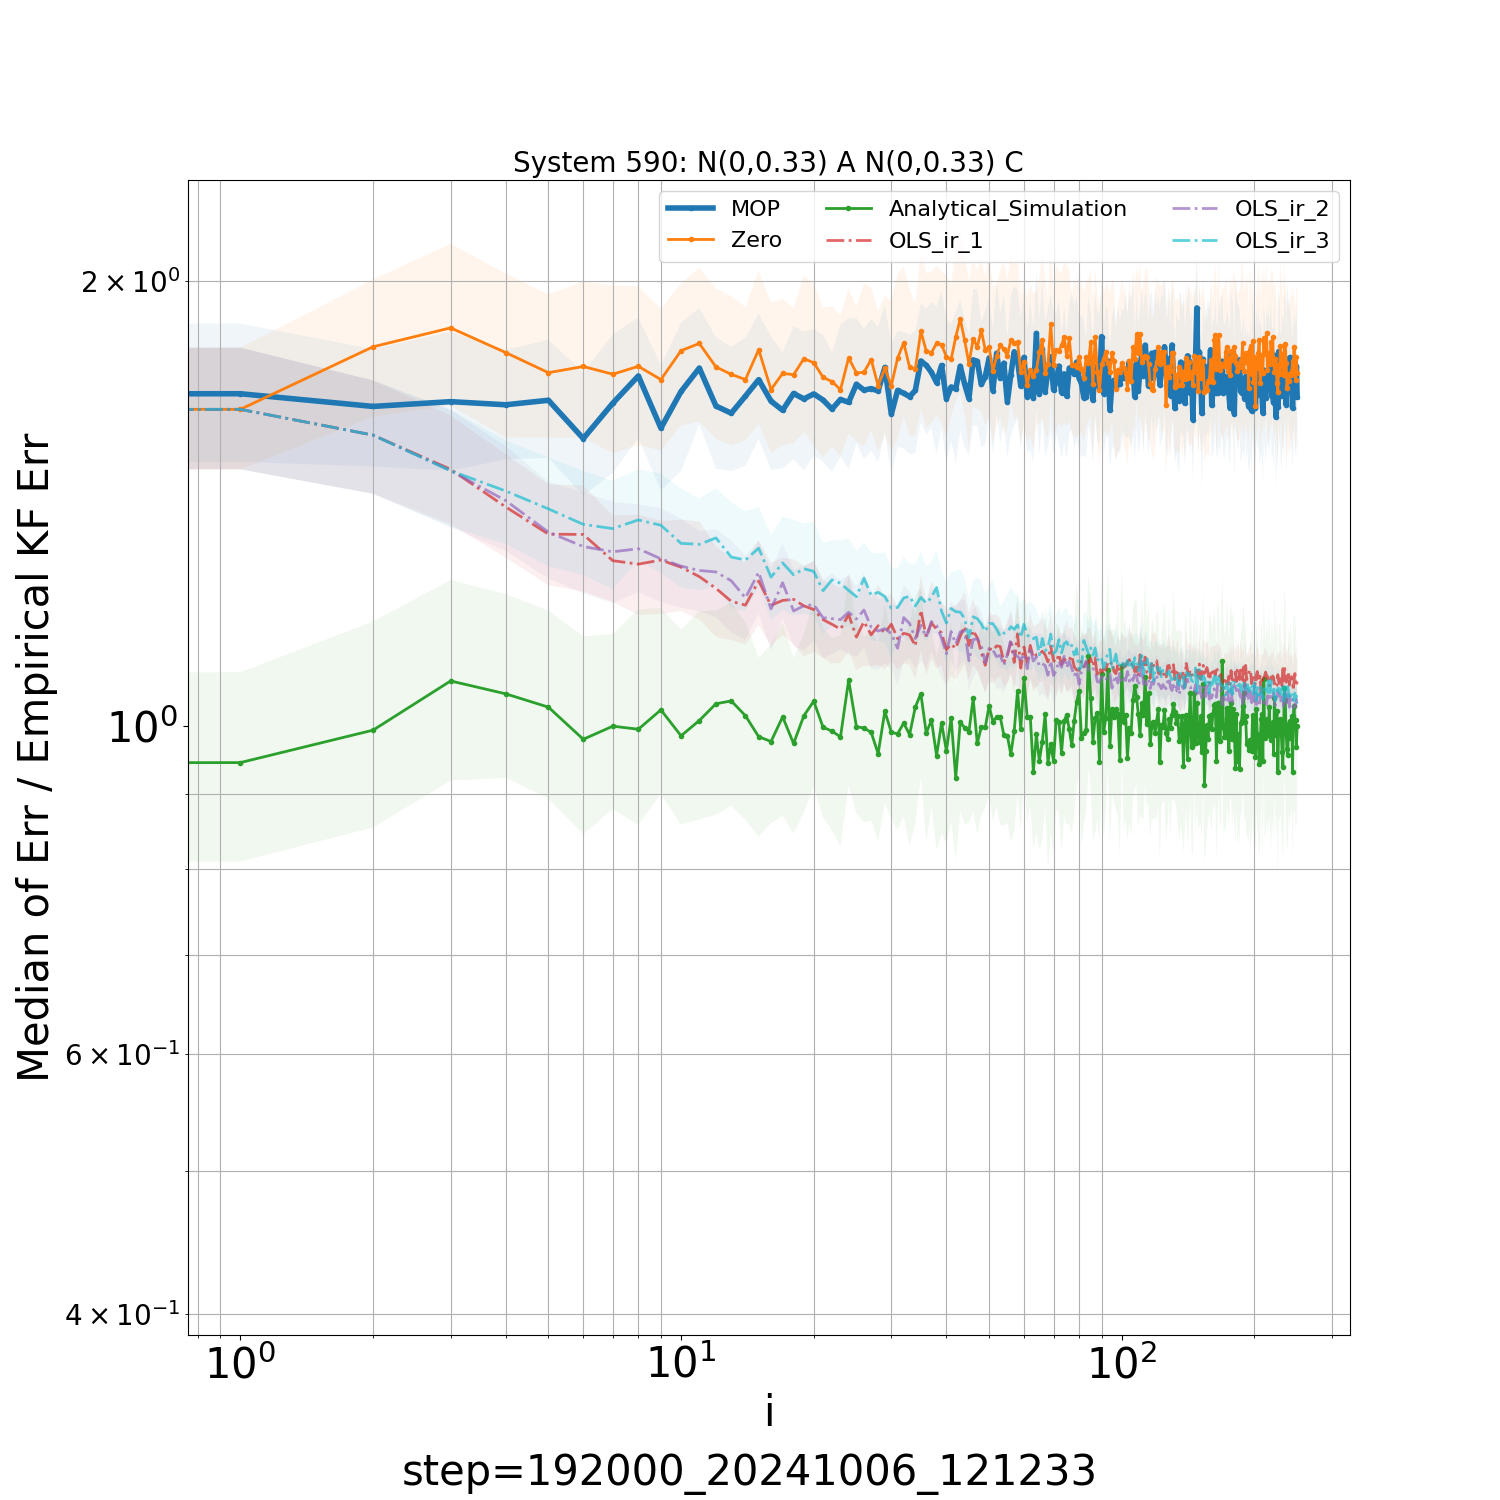 System 590: N(0,0.33) A N(0,0.33) C
MOP
Zero
Analytical_Simulation
OLS_ir_1
OLS_ir_2
OLS_ir_3
Median of Err / Empirical KF Err
2 × 10⁰
10⁰
6 × 10⁻¹
4 × 10⁻¹
10⁰ 10¹ 10²
i
step=192000_20241006_121233